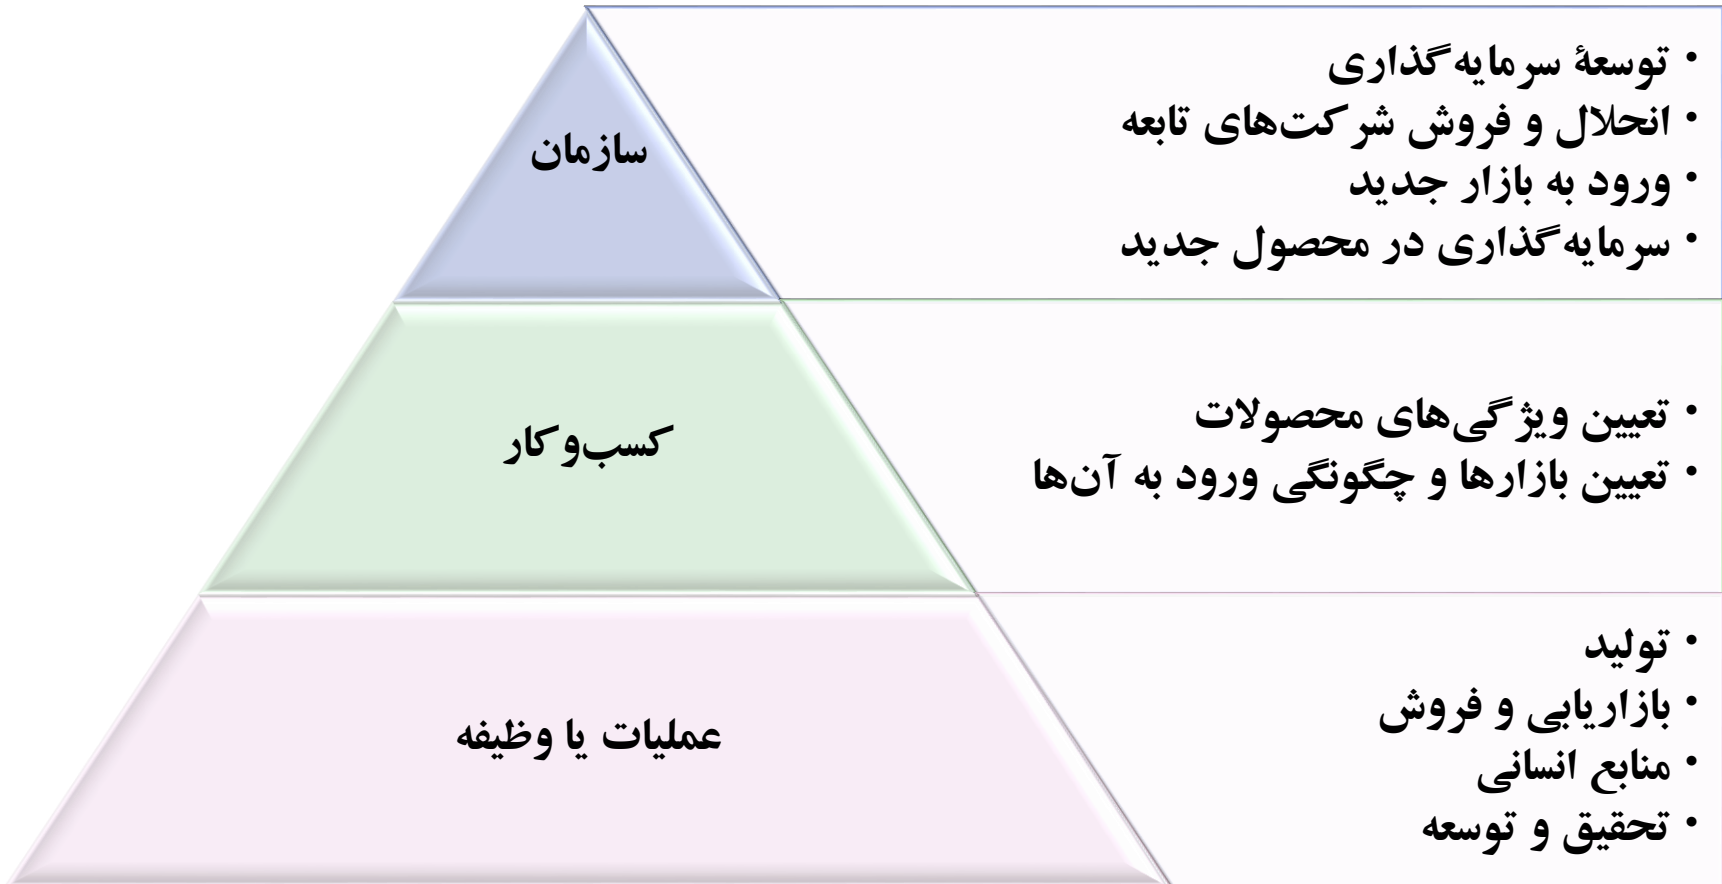 سازمان
• توسعهٔ سرمایه‌گذاری
• انحلال و فروش شرکت‌های تابعه
• ورود به بازار جدید
• سرمایه‌گذاری در محصول جدید
کسب‌وکار
• تعیین ویژگی‌های محصولات
• تعیین بازارها و چگونگی ورود به آن‌ها
عملیات یا وظیفه
• تولید
• بازاریابی و فروش
• منابع انسانی
• تحقیق و توسعه